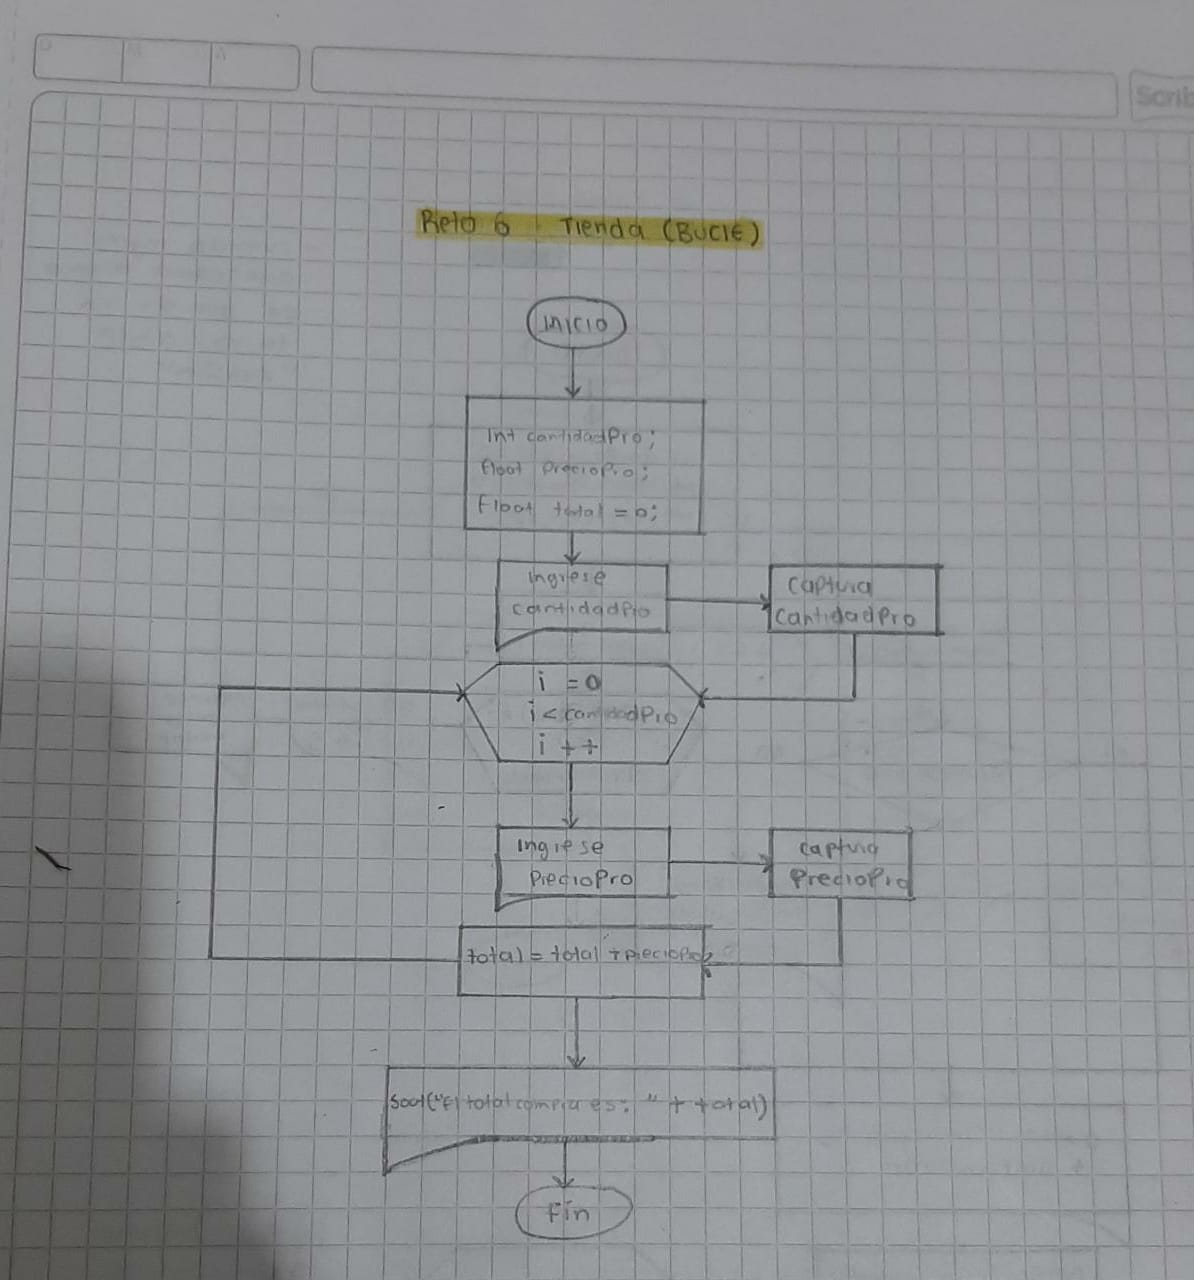 D M A
Scrib
Reto 6 Tienda (BUClE)
inicio
Int cantidadPro;
float precioPro;
Float total = 0;
ingrese
cantidadPro
captura
cantidadPro
i = 0
i < cantidadPro
i ++
ingrese
PrecioPro
captura
precioPro
total = total + precioPro
Sout("El total compra es: " + total)
Fin